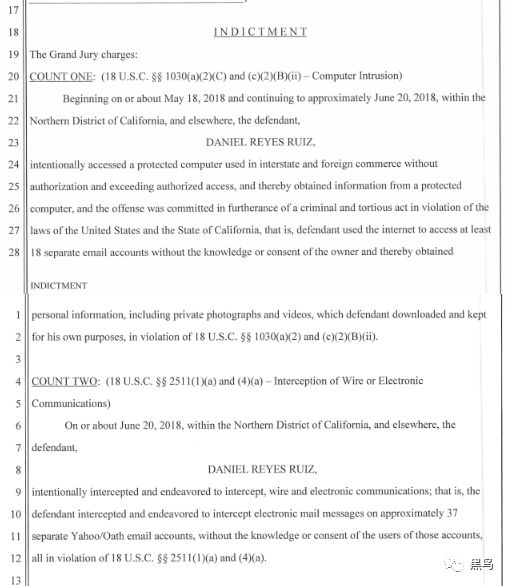 17
18 INDICTMENT
19 The Grand Jury charges:
20 COUNT ONE: (18 U.S.C. §§ 1030(a)(2)(C) and (c)(2)(B)(ii) – Computer Intrusion)
21 Beginning on or about May 18, 2018 and continuing to approximately June 20, 2018, within the
22 Northern District of California, and elsewhere, the defendant,
23 DANIEL REYES RUIZ,
24 intentionally accessed a protected computer used in interstate and foreign commerce without
25 authorization and exceeding authorized access, and thereby obtained information from a protected
26 computer, and the offense was committed in furtherance of a criminal and tortious act in violation of the
27 laws of the United States and the State of California, that is, defendant used the internet to access at least
28 18 separate email accounts without the knowledge or consent of the owner and thereby obtained
INDICTMENT
1 personal information, including private photographs and videos, which defendant downloaded and kept
2 for his own purposes, in violation of 18 U.S.C. §§ 1030(a)(2) and (c)(2)(B)(ii).
3
4 COUNT TWO: (18 U.S.C. §§ 2511(1)(a) and (4)(a) – Interception of Wire or Electronic
5 Communications)
6 On or about June 20, 2018, within the Northern District of California, and elsewhere, the
7 defendant,
8 DANIEL REYES RUIZ,
9 intentionally intercepted and endeavored to intercept, wire and electronic communications; that is, the
10 defendant intercepted and endeavored to intercept electronic mail messages on approximately 37
11 separate Yahoo/Oath email accounts, without the knowledge or consent of the users of those accounts,
12 all in violation of 18 U.S.C. §§ 2511(1)(a) and (4)(a).
13
黑鸟